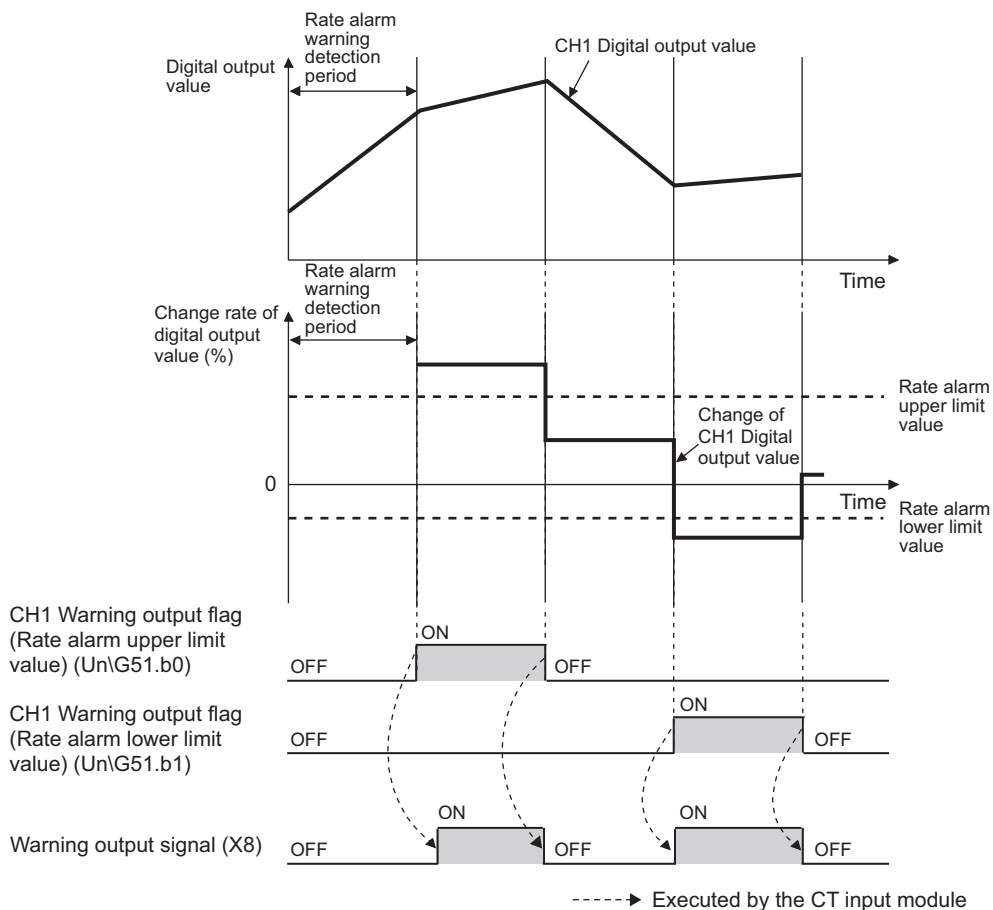 Rate alarm
warning
detection
period
Digital output
value
CH1 Digital output value
Time
Rate alarm
warning
detection
period
Change rate of
digital output
value (%)
Rate alarm
upper limit
value
Change of
CH1 Digital
output value
0
Time
Rate alarm
lower limit
value
CH1 Warning output flag
(Rate alarm upper limit
value) (Un\G51.b0)
OFF
ON
OFF
CH1 Warning output flag
(Rate alarm lower limit
value) (Un\G51.b1)
OFF
ON
OFF
Warning output signal (X8)
OFF
ON
OFF
ON
OFF
Executed by the CT input module